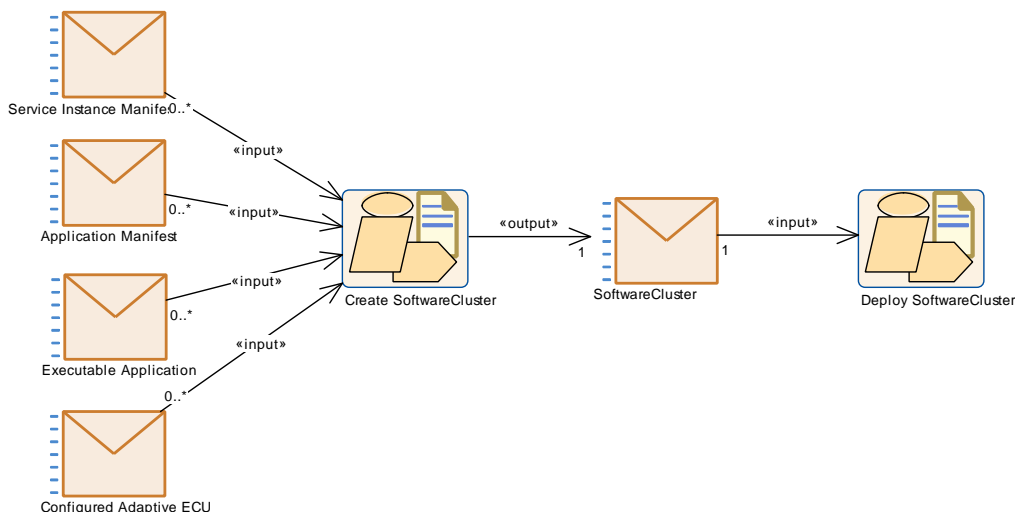 Service Instance Manifest
0..*
«input»
Application Manifest
0..*
«input»
Executable Application
0..*
«input»
Configured Adaptive ECU
0..*
«input»
Create SoftwareCluster
«output»
1
SoftwareCluster
1
«input»
Deploy SoftwareCluster